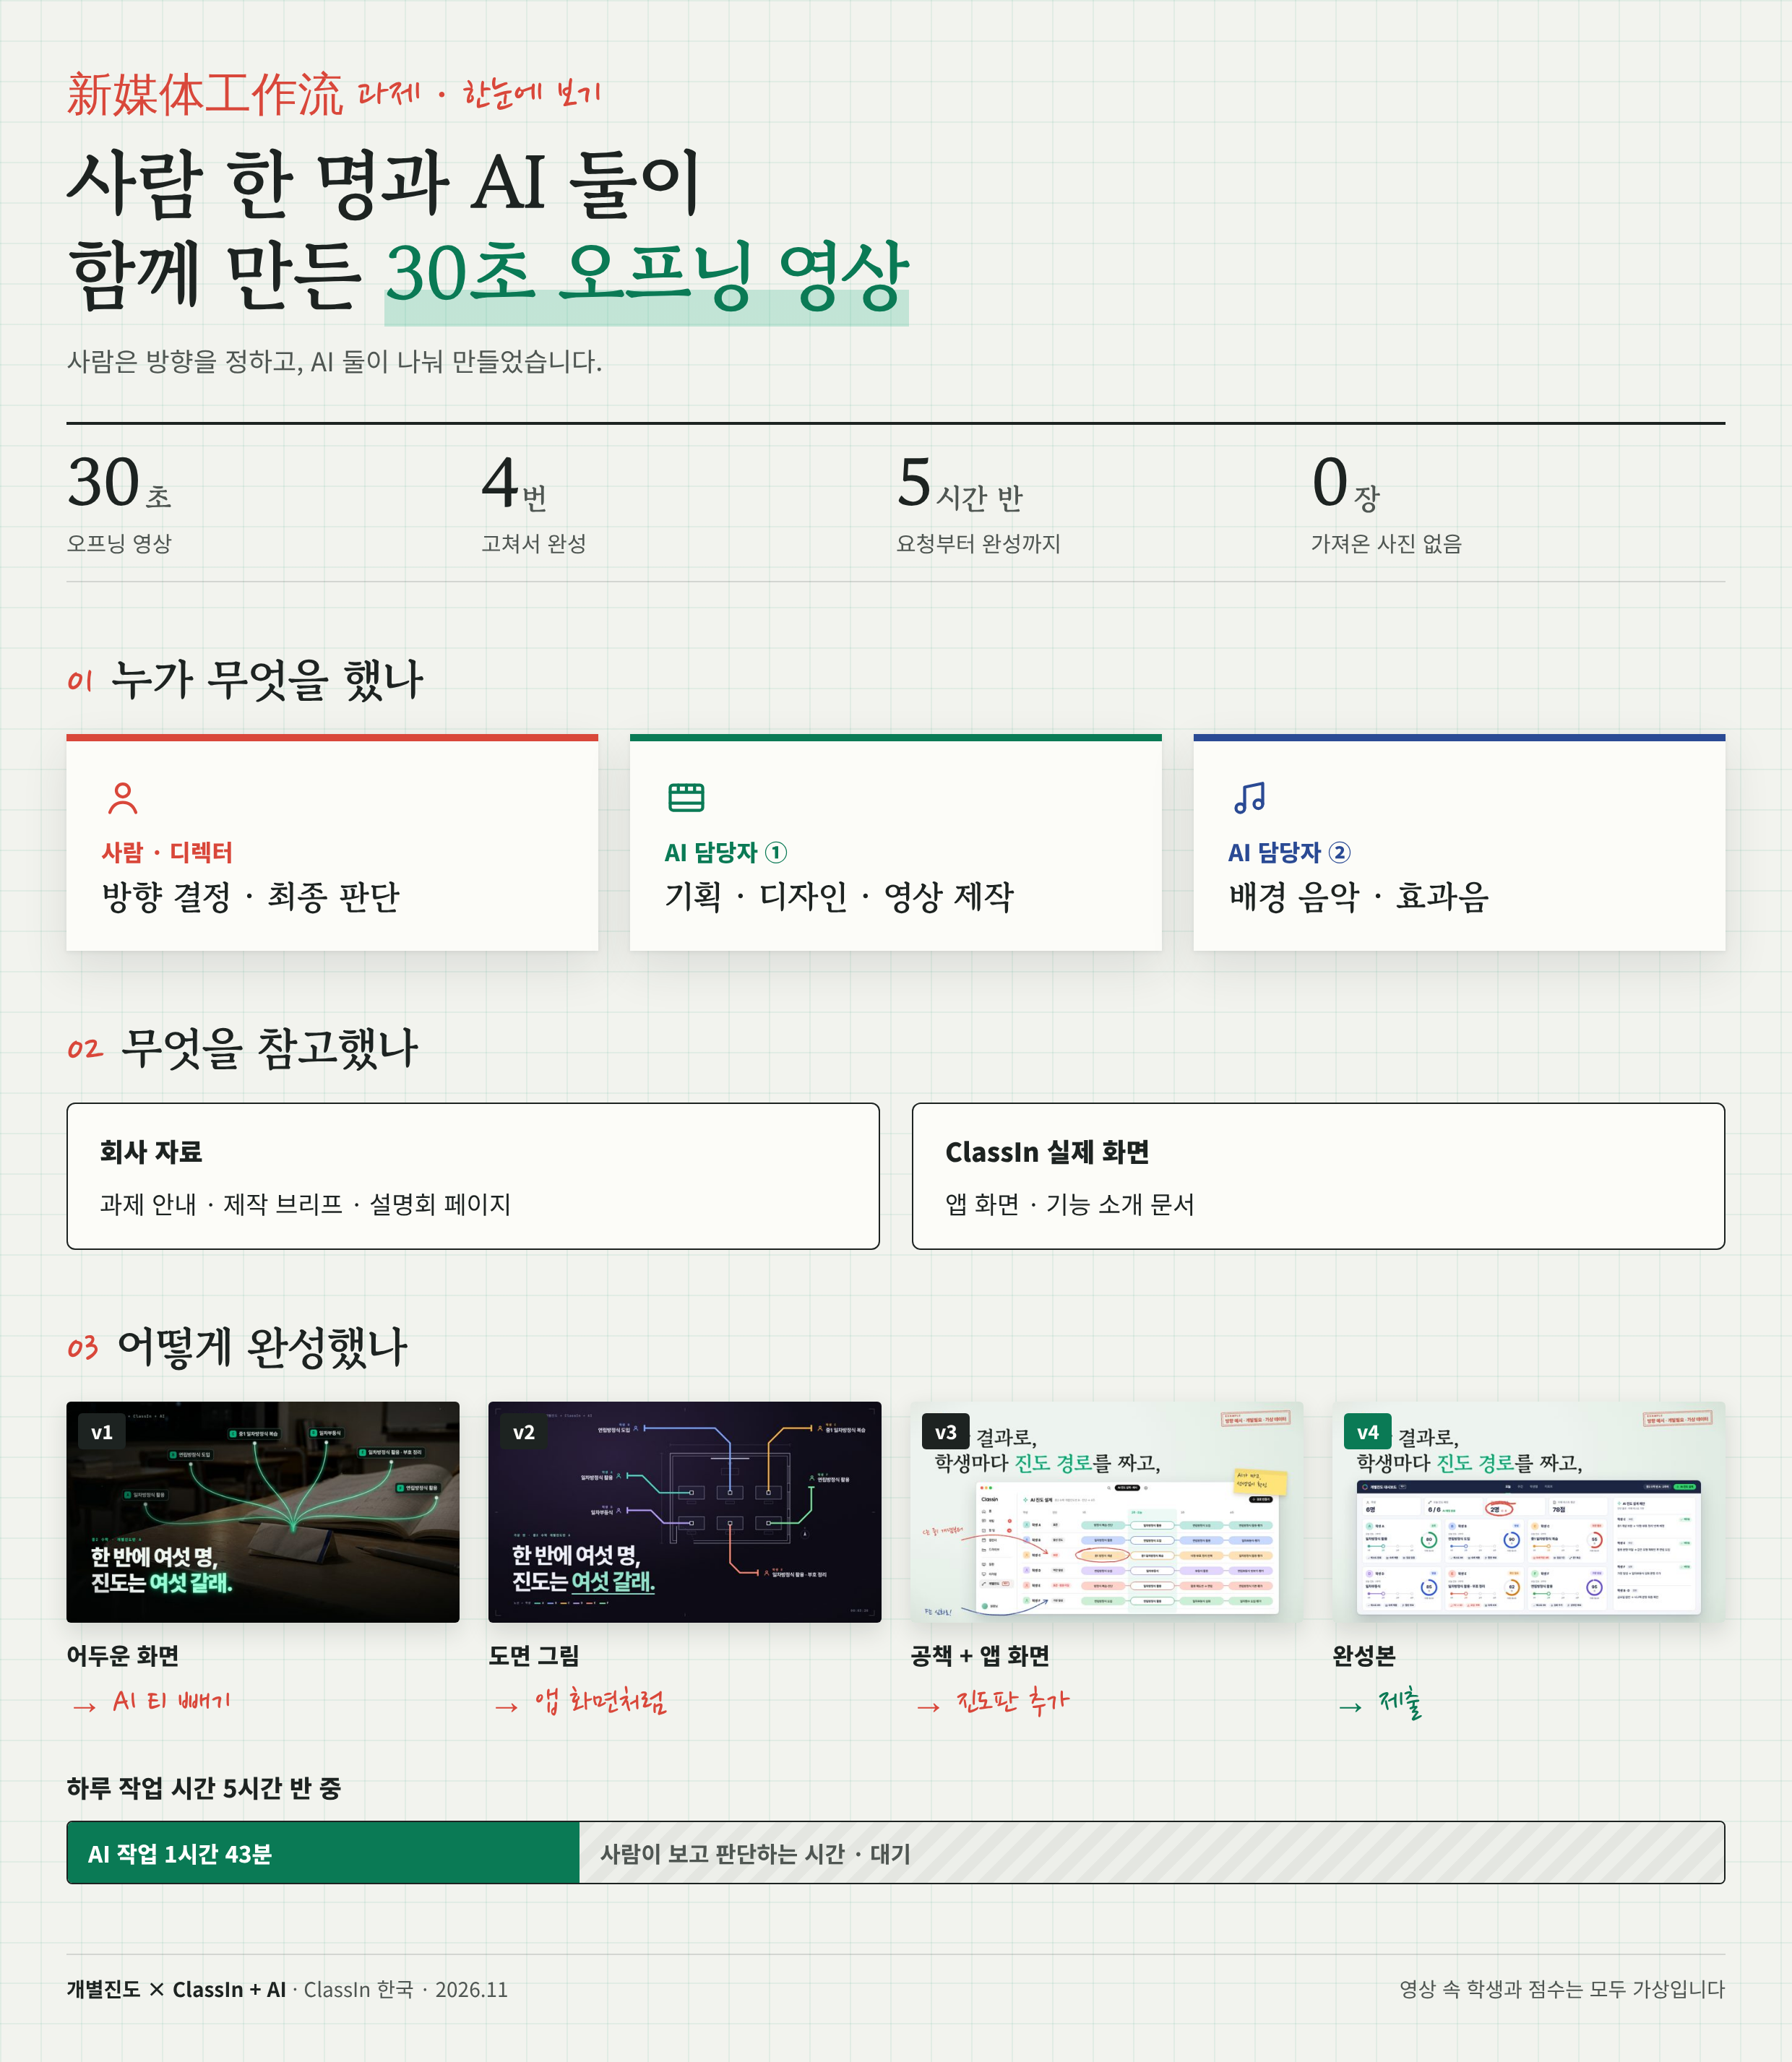 新媒体工作流 과제 · 한눈에 보기
사람 한 명과 AI 둘이
함께 만든 30초 오프닝 영상
사람은 방향을 정하고, AI 둘이 나눠 만들었습니다.
30초
오프닝 영상
4번
고쳐서 완성
5시간 반
요청부터 완성까지
0장
가져온 사진 없음
01 누가 무엇을 했나
사람 · 디렉터
방향 결정 · 최종 판단
AI 담당자 ①
기획 · 디자인 · 영상 제작
AI 담당자 ②
배경 음악 · 효과음
02 무엇을 참고했나
회사 자료
과제 안내 · 제작 브리프 · 설명회 페이지
ClassIn 실제 화면
앱 화면 · 기능 소개 문서
03 어떻게 완성했나
v1
한 반에 여섯 명,
진도는 여섯 갈래.
어두운 화면
→ AI 티 빼기
v2
한 반에 여섯 명,
진도는 여섯 갈래.
도면 그림
→ 앱 화면처럼
v3
결과로,
학생마다 진도 경로를 짜고,
ClassIn
AI 진도 설계
공책 + 앱 화면
→ 진도판 추가
v4
결과로,
학생마다 진도 경로를 짜고,
6명
6 / 6
2명
78점
완성본
→ 제출
하루 작업 시간 5시간 반 중
AI 작업 1시간 43분
사람이 보고 판단하는 시간 · 대기
개별진도 × ClassIn + AI · ClassIn 한국 · 2026.11
영상 속 학생과 점수는 모두 가상입니다